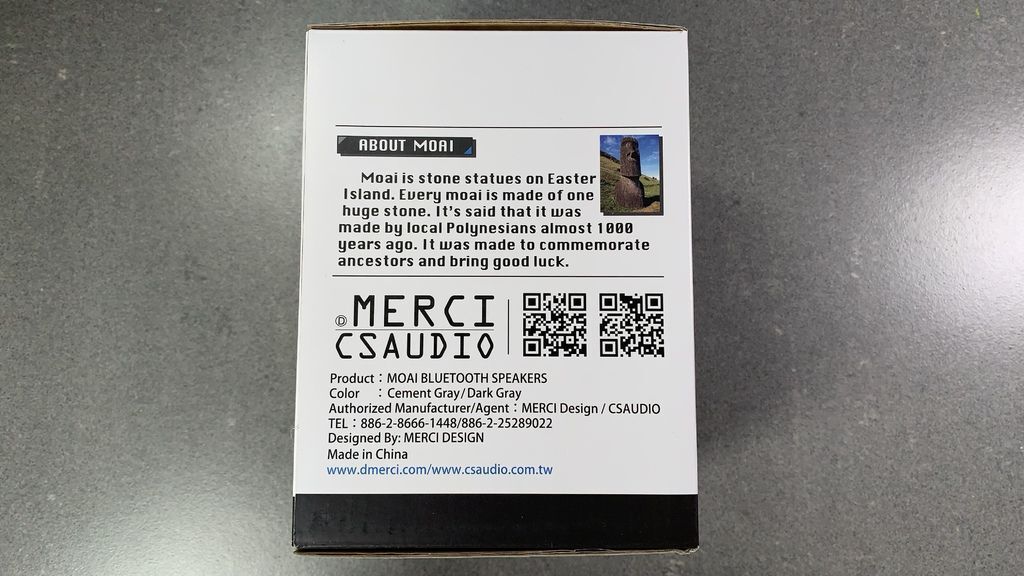 ABOUT MOAI
Moai is stone statues on Easter
Island. Every moai is made of one
huge stone. It's said that it was
made by local Polynesians almost 1000
years ago. It was made to commemorate
ancestors and bring good luck.
Ⓓ MERCI
CSAUDIO
Product：MOAI BLUETOOTH SPEAKERS
Color ：Cement Gray/Dark Gray
Authorized Manufacturer/Agent：MERCI Design / CSAUDIO
TEL：886-2-8666-1448/886-2-25289022
Designed By: MERCI DESIGN
Made in China
www.dmerci.com/www.csaudio.com.tw